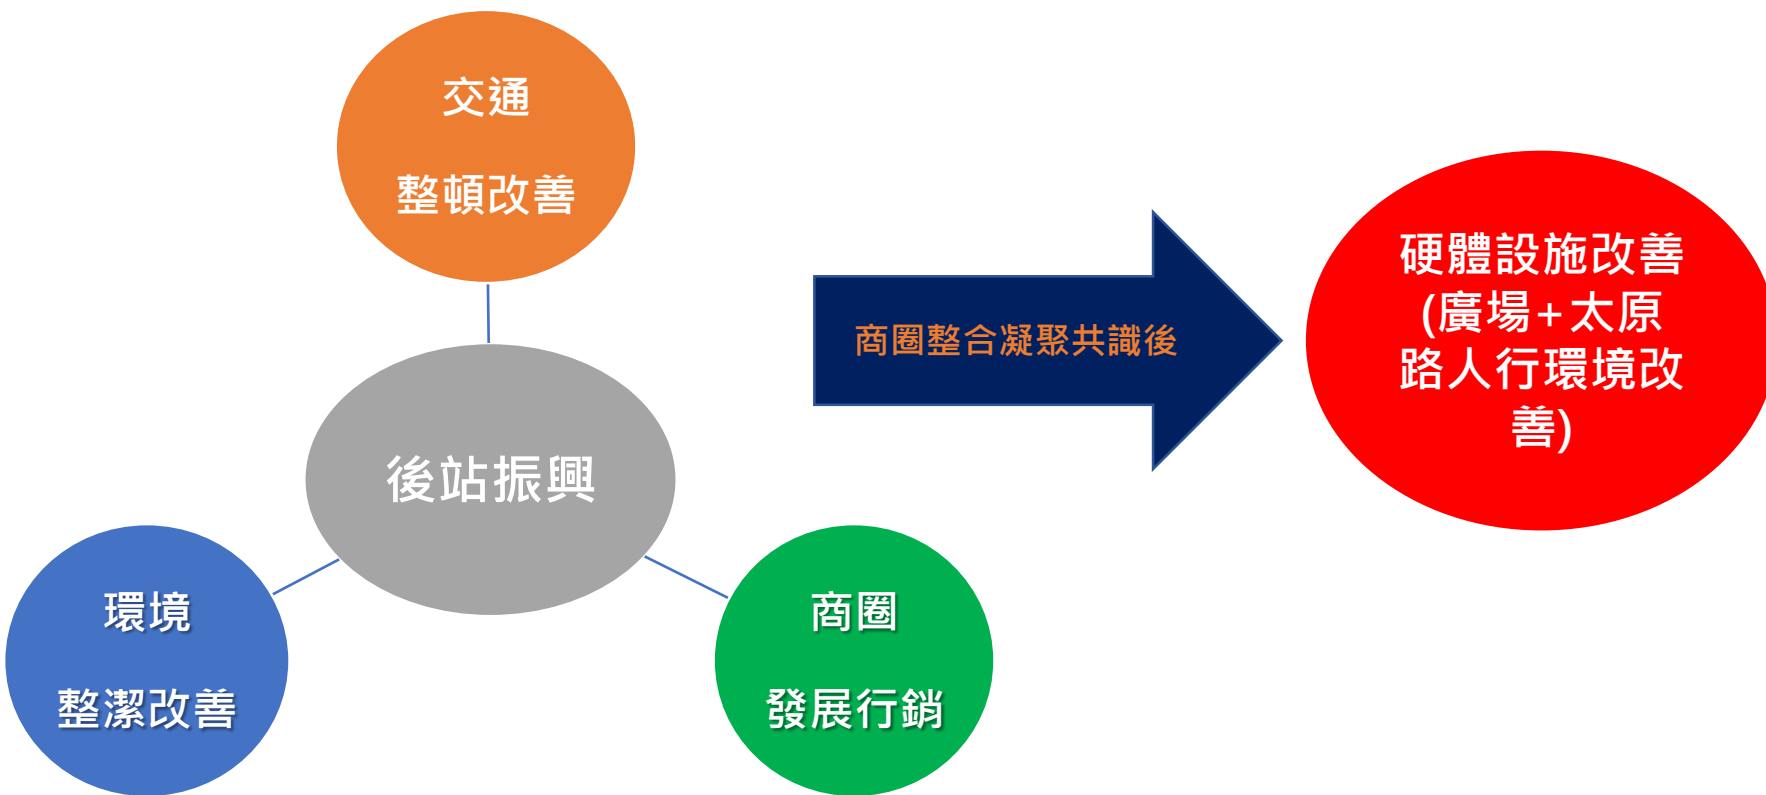 交通
整頓改善
後站振興
環境
整潔改善
商圈
發展行銷
商圈整合凝聚共識後
硬體設施改善
(廣場+太原
路人行環境改
善)